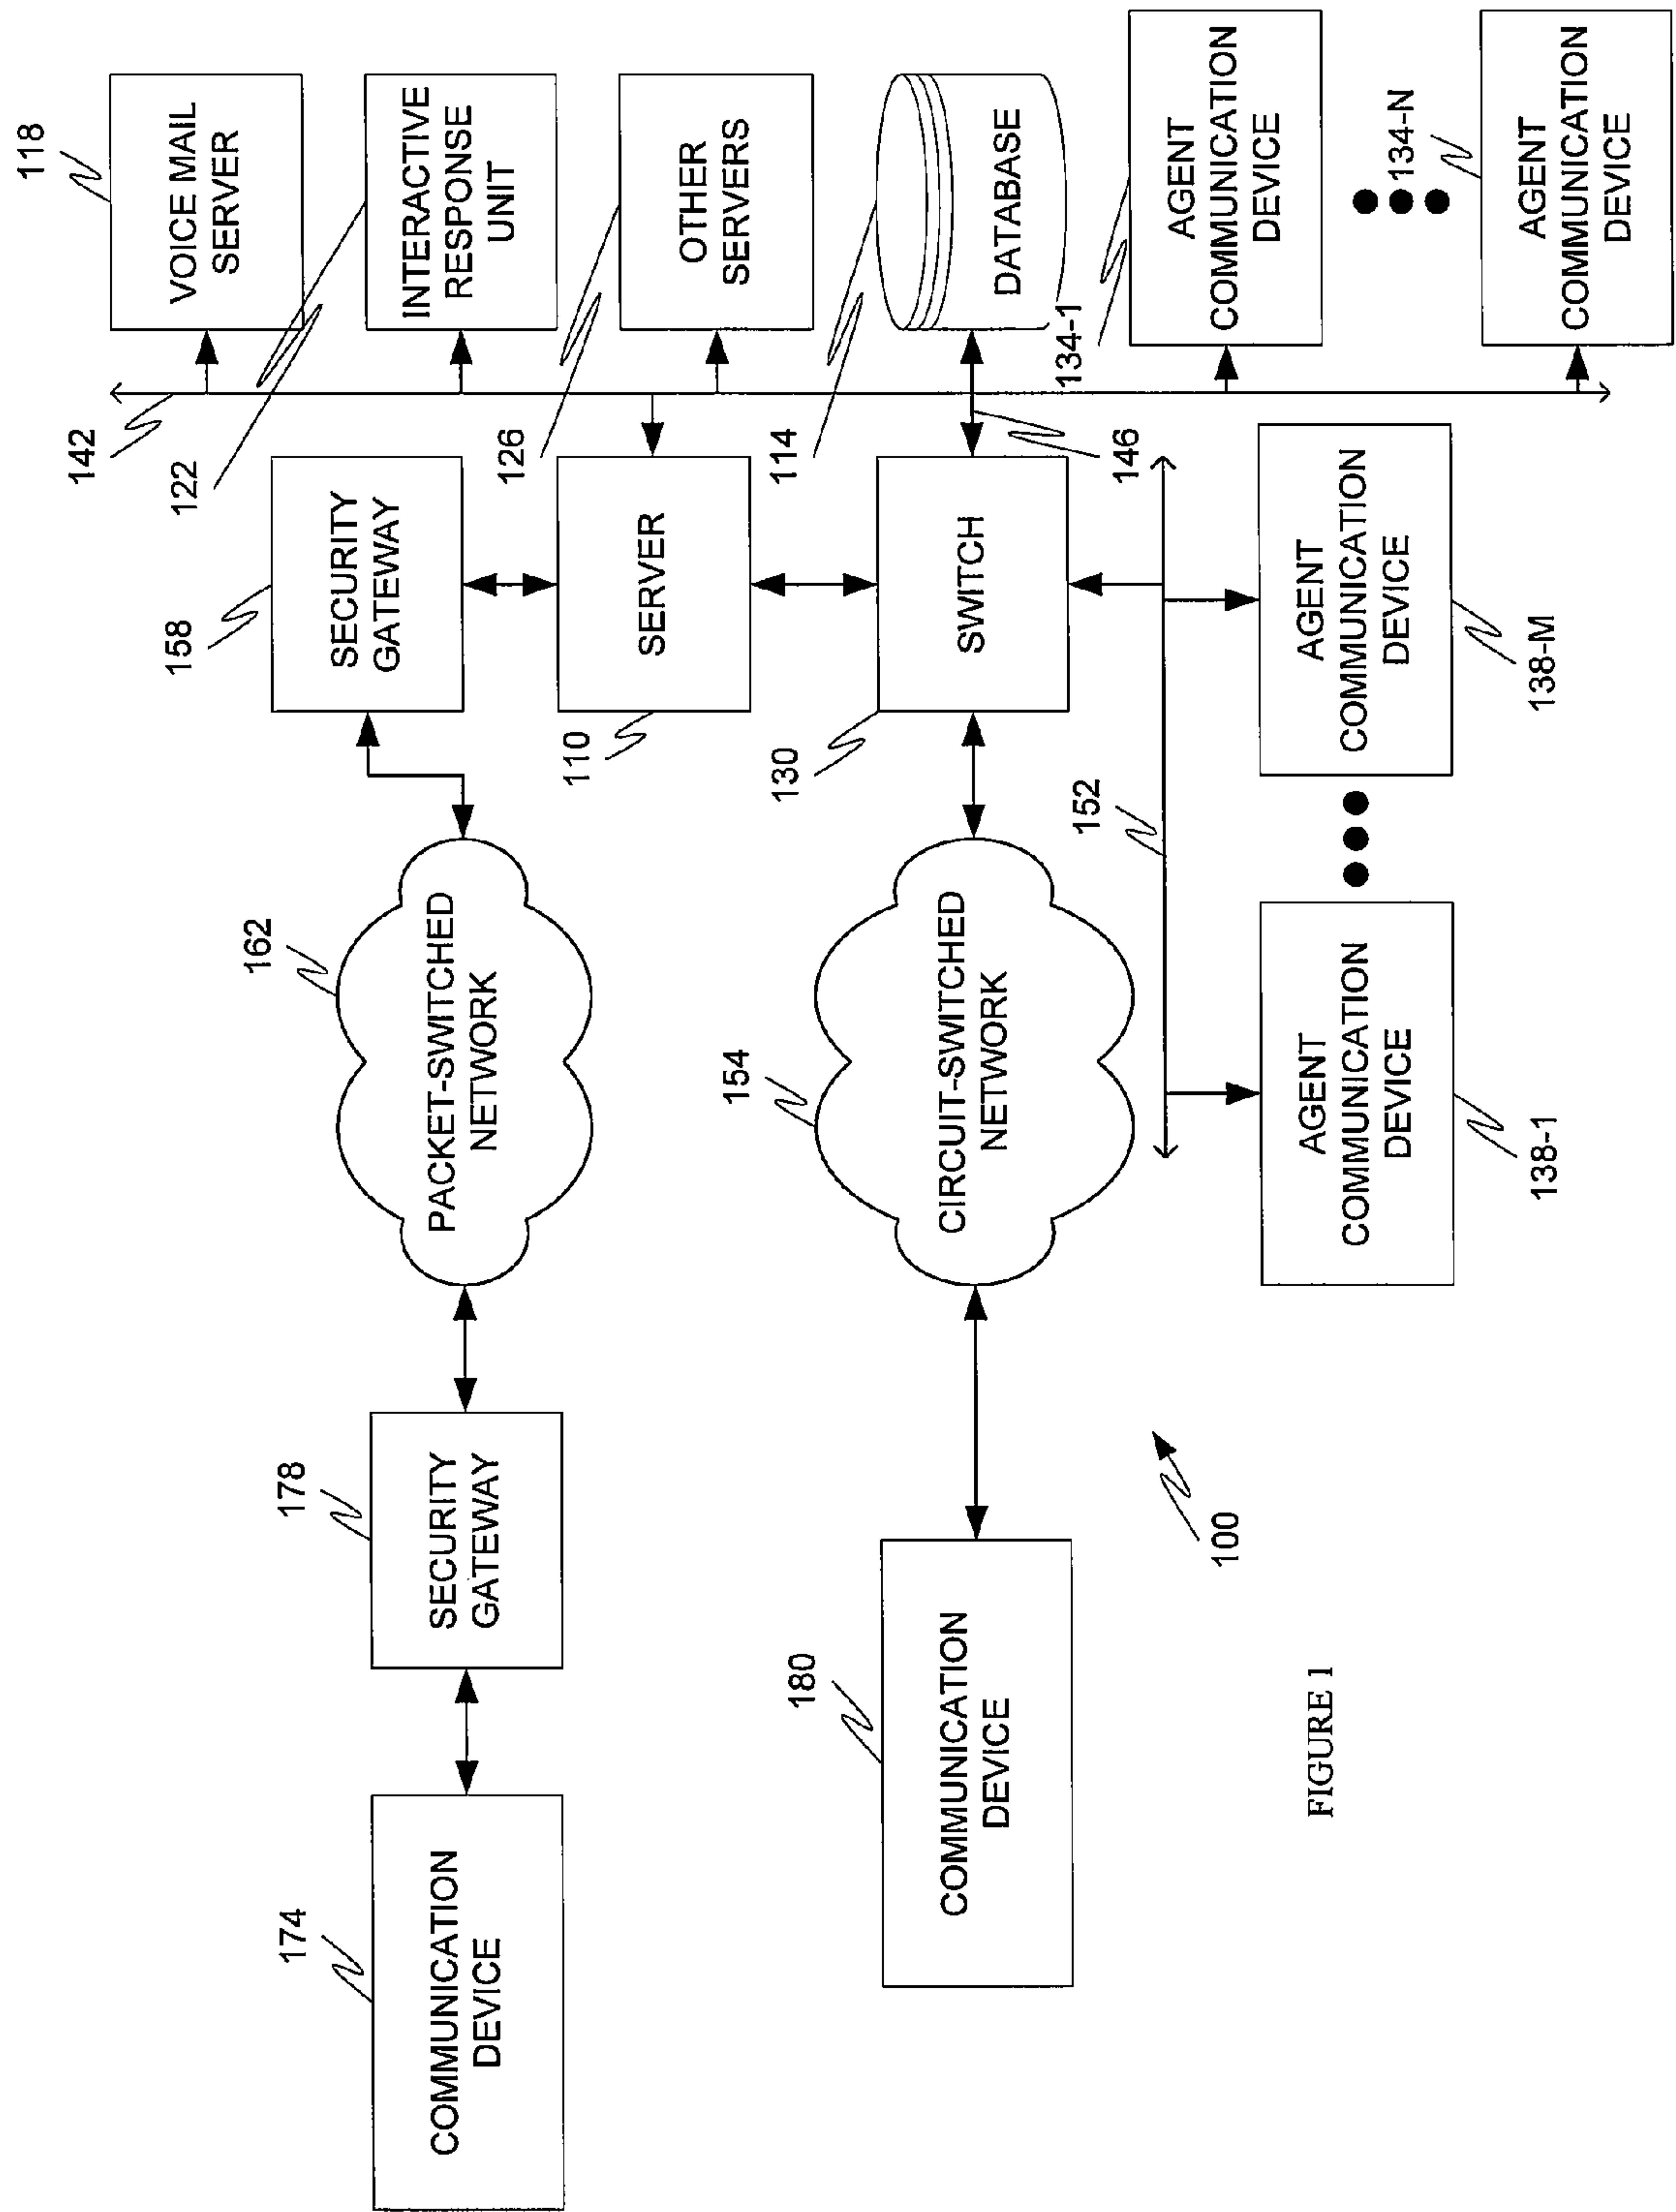 118
VOICE MAIL
SERVER
142
122
INTERACTIVE
RESPONSE
UNIT
158
SECURITY
GATEWAY
126
OTHER
SERVERS
162
PACKET-SWITCHED
NETWORK
178
SECURITY
GATEWAY
174
COMMUNICATION
DEVICE
110
SERVER
114
DATABASE
134-1
AGENT
COMMUNICATION
DEVICE
134-N
AGENT
COMMUNICATION
DEVICE
130
SWITCH
146
154
CIRCUIT-SWITCHED
NETWORK
180
COMMUNICATION
DEVICE
152
AGENT
COMMUNICATION
DEVICE
138-1
AGENT
COMMUNICATION
DEVICE
138-M
100
FIGURE 1